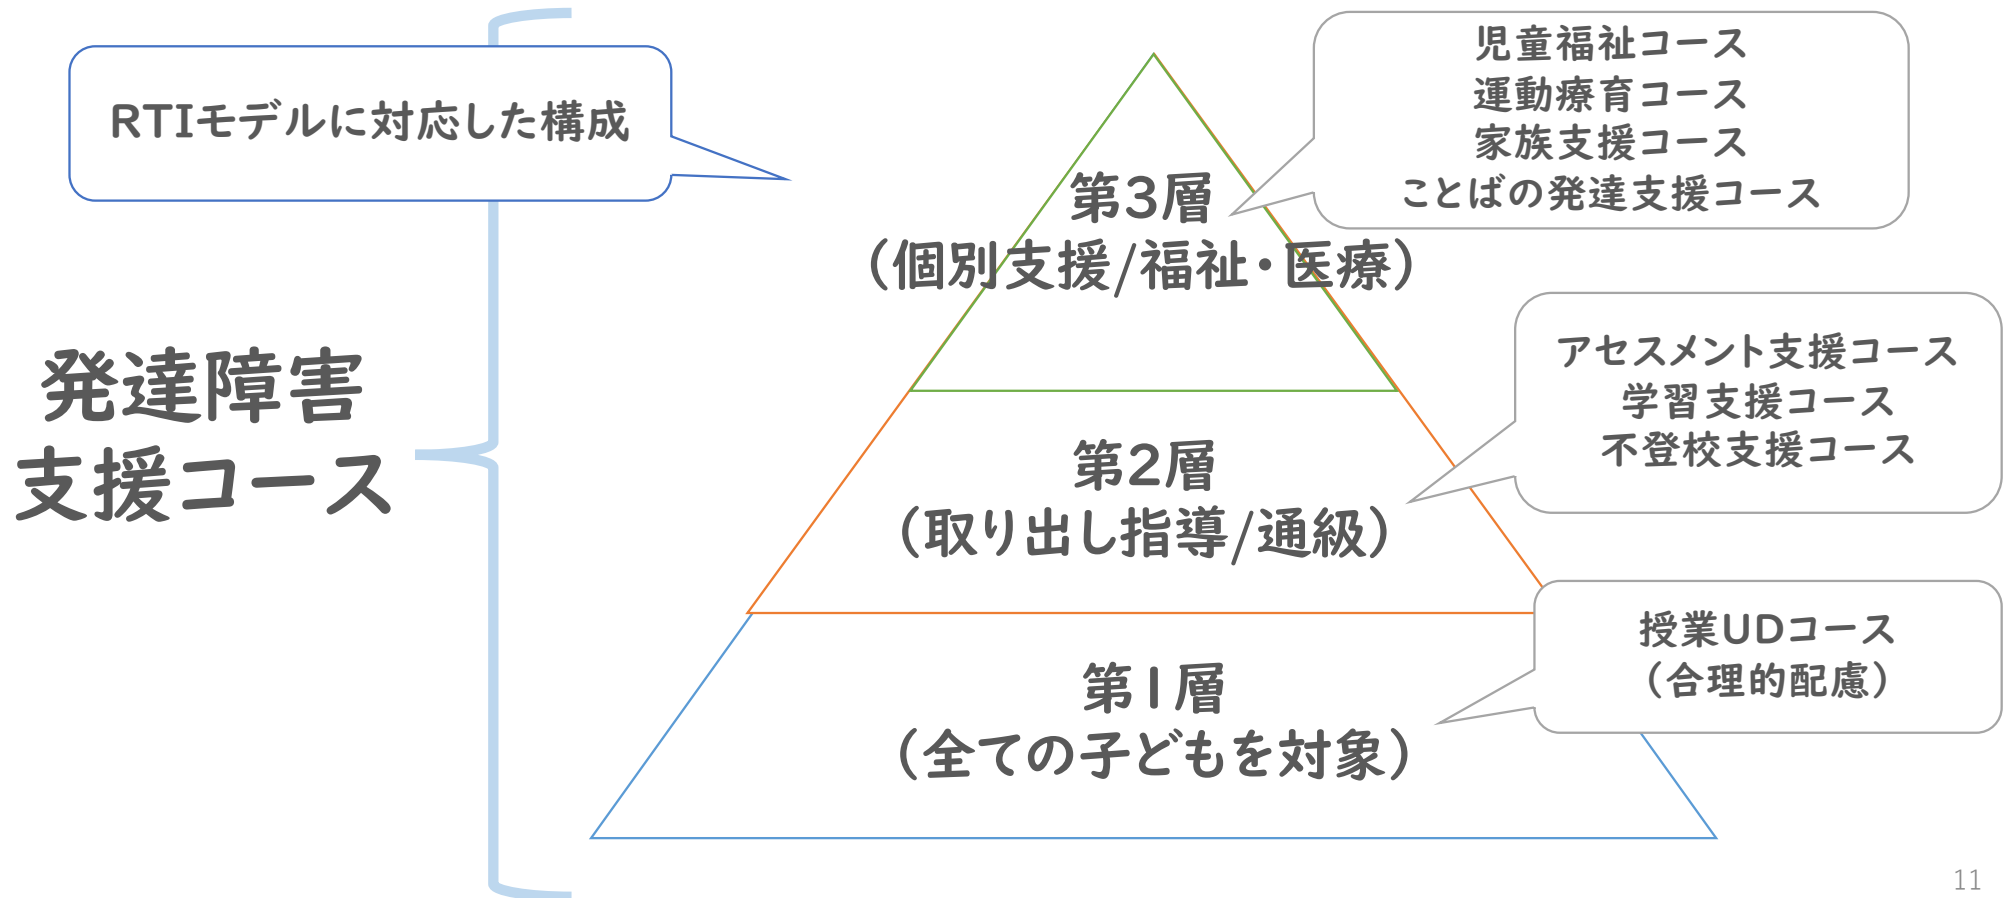 RTIモデルに対応した構成
発達障害
支援コース
第3層
（個別支援/福祉・医療）
児童福祉コース
運動療育コース
家族支援コース
ことばの発達支援コース
第2層
（取り出し指導/通級）
アセスメント支援コース
学習支援コース
不登校支援コース
第1層
（全ての子どもを対象）
授業UDコース
（合理的配慮）
11